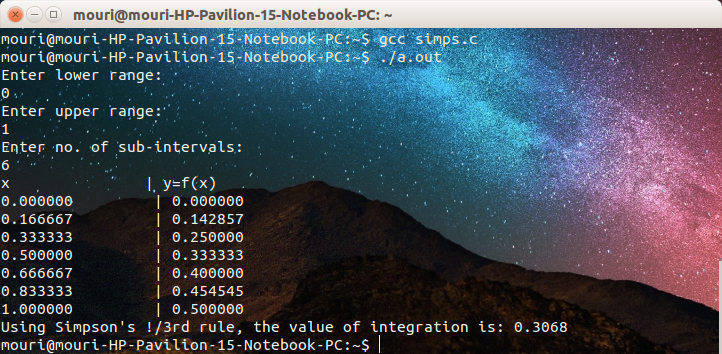 mouri@mouri-HP-Pavilion-15-Notebook-PC: ~
mouri@mouri-HP-Pavilion-15-Notebook-PC:~$ gcc simps.c
mouri@mouri-HP-Pavilion-15-Notebook-PC:~$ ./a.out
Enter lower range:
0
Enter upper range:
1
Enter no. of sub-intervals:
6
x | y=f(x)
0.000000 | 0.000000
0.166667 | 0.142857
0.333333 | 0.250000
0.500000 | 0.333333
0.666667 | 0.400000
0.833333 | 0.454545
1.000000 | 0.500000
Using Simpson's !/3rd rule, the value of integration is: 0.3068
mouri@mouri-HP-Pavilion-15-Notebook-PC:~$